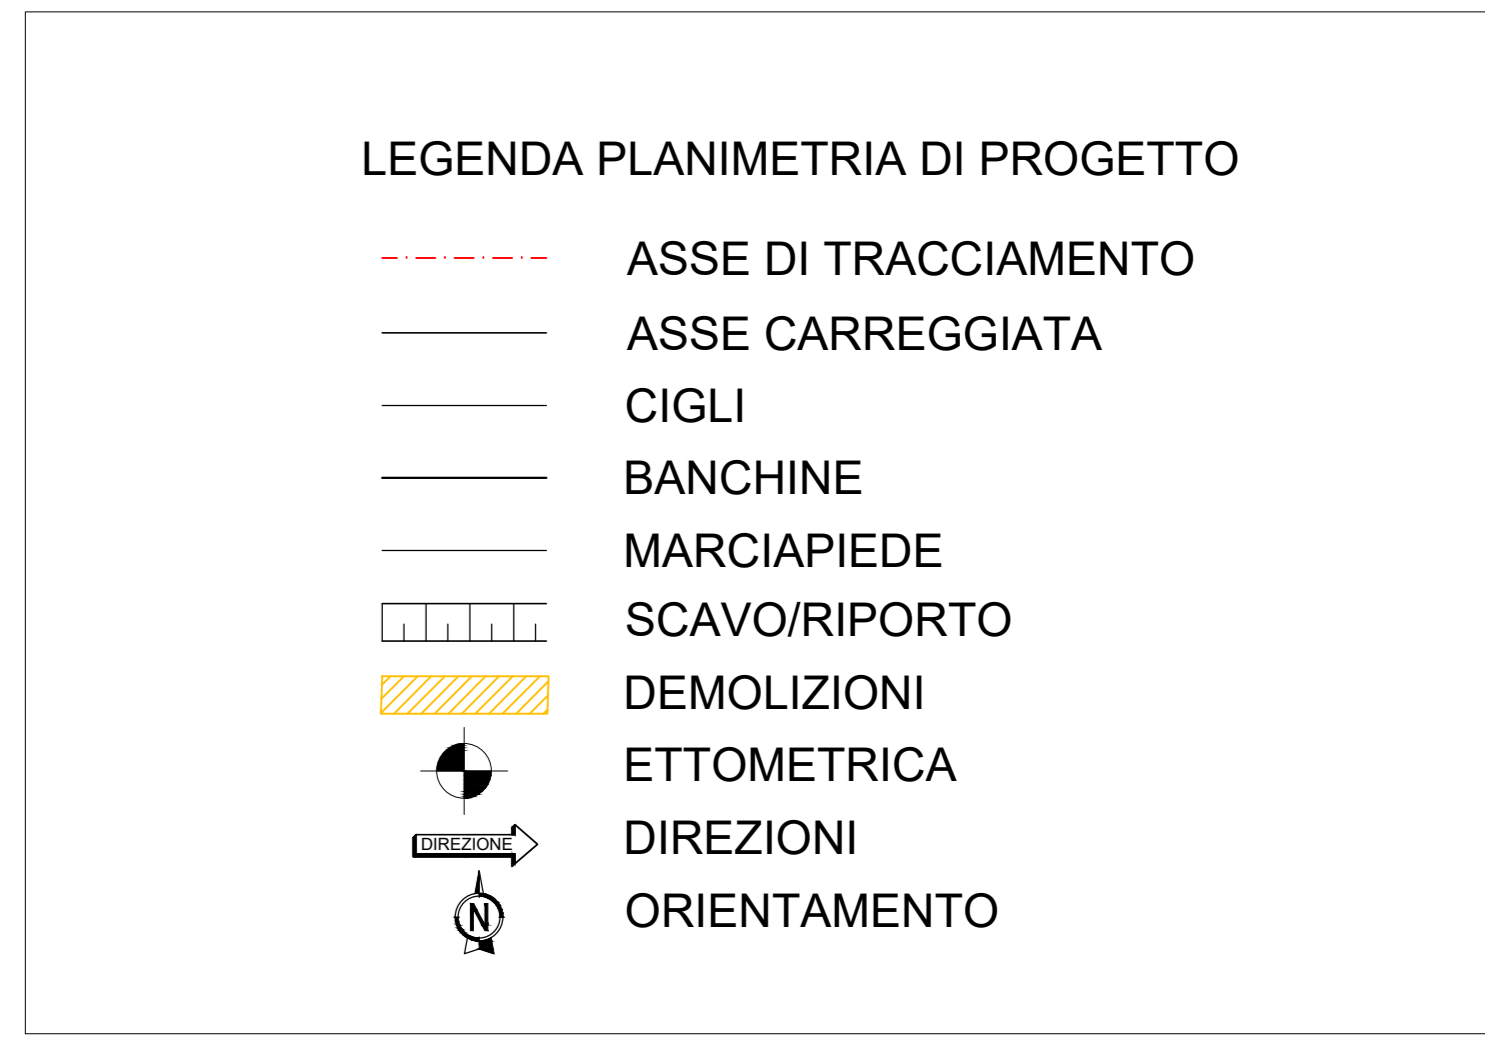 LEGENDA PLANIMETRIA DI PROGETTO
ASSE DI TRACCIAMENTO
ASSE CARREGGIATA
CIGLI
BANCHINE
MARCIAPIEDE
SCAVO/RIPORTO
DEMOLIZIONI
ETTOMETRICA
DIREZIONE DIREZIONI
N ORIENTAMENTO